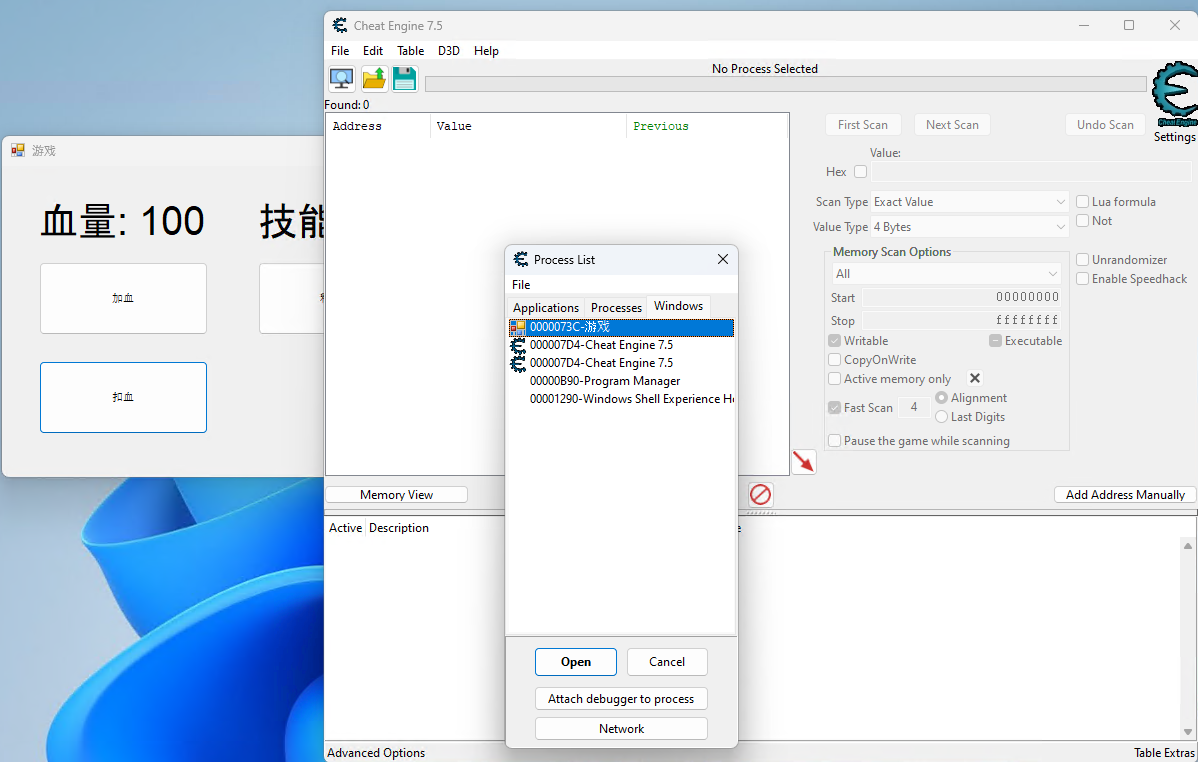 Cheat Engine 7.5
File Edit Table D3D Help
No Process Selected
Found: 0
Address Value Previous
First Scan Next Scan Undo Scan
Cheat Engine
Settings
Value:
Hex
Scan Type Exact Value
Lua formula
Value Type 4 Bytes
Not
Memory Scan Options
All
Unrandomizer
Enable Speedhack
Start 00000000
Stop ffffffff
Writable Executable
CopyOnWrite
Active memory only
Fast Scan 4 Alignment
Last Digits
Pause the game while scanning
Memory View
Add Address Manually
Active Description
Advanced Options
Table Extras
游戏
血量: 100
技能
加血
扣血
Process List
File
Applications Processes Windows
0000073C-游戏
000007D4-Cheat Engine 7.5
000007D4-Cheat Engine 7.5
00000B90-Program Manager
00001290-Windows Shell Experience
Open Cancel
Attach debugger to process
Network